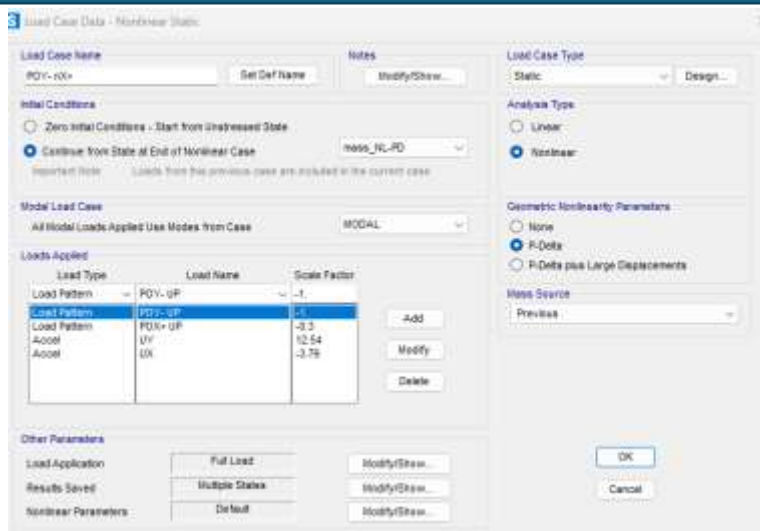 Load Case Data - Nonlinear Static
Load Case Name
PDY-nX+
Set Def Name
Notes
Modify/Show...
Load Case Type
Static
Design...
Initial Conditions
Zero Initial Conditions - Start from Unstressed State
Continue from State at End of Nonlinear Case
mass_NL-PD
Important Note: Loads from this previous case are included in the current case
Analysis Type
Linear
Nonlinear
Modal Load Case
All Modal Loads Applied Use Modes from Case
MODAL
Geometric Nonlinearity Parameters
None
P-Delta
P-Delta plus Large Displacements
Loads Applied
Load Type Load Name Scale Factor
Load Pattern PDY-UP -1.
Load Pattern PDY-UP -1.
Load Pattern PDX+UP -0.3
Accel UY 12.54
Accel UX -3.76
Add
Modify
Delete
Mass Source
Previous
Other Parameters
Load Application Full Load Modify/Show...
Results Saved Multiple States Modify/Show...
Nonlinear Parameters Default Modify/Show...
OK
Cancel